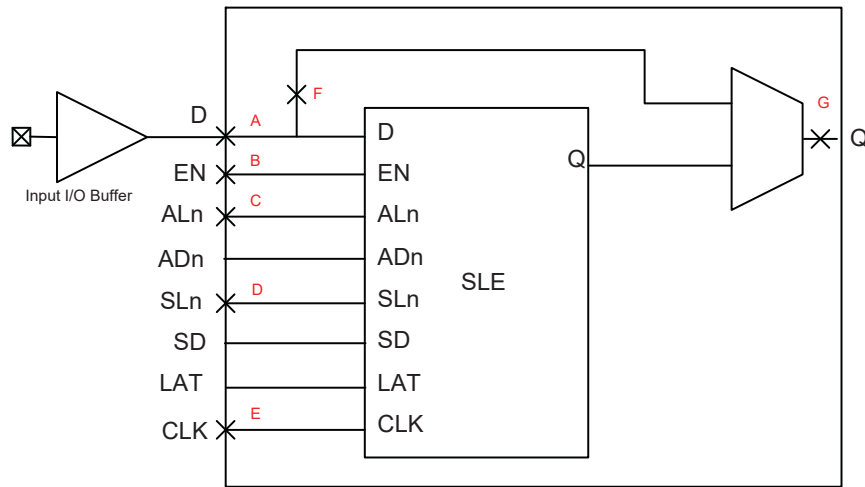 F
G
D
A
D
Q
Q
EN
B
EN
Input I/O Buffer
ALn
C
ALn
ADn
ADn
SLE
SLn
D
SLn
SD
SD
LAT
LAT
CLK
E
CLK